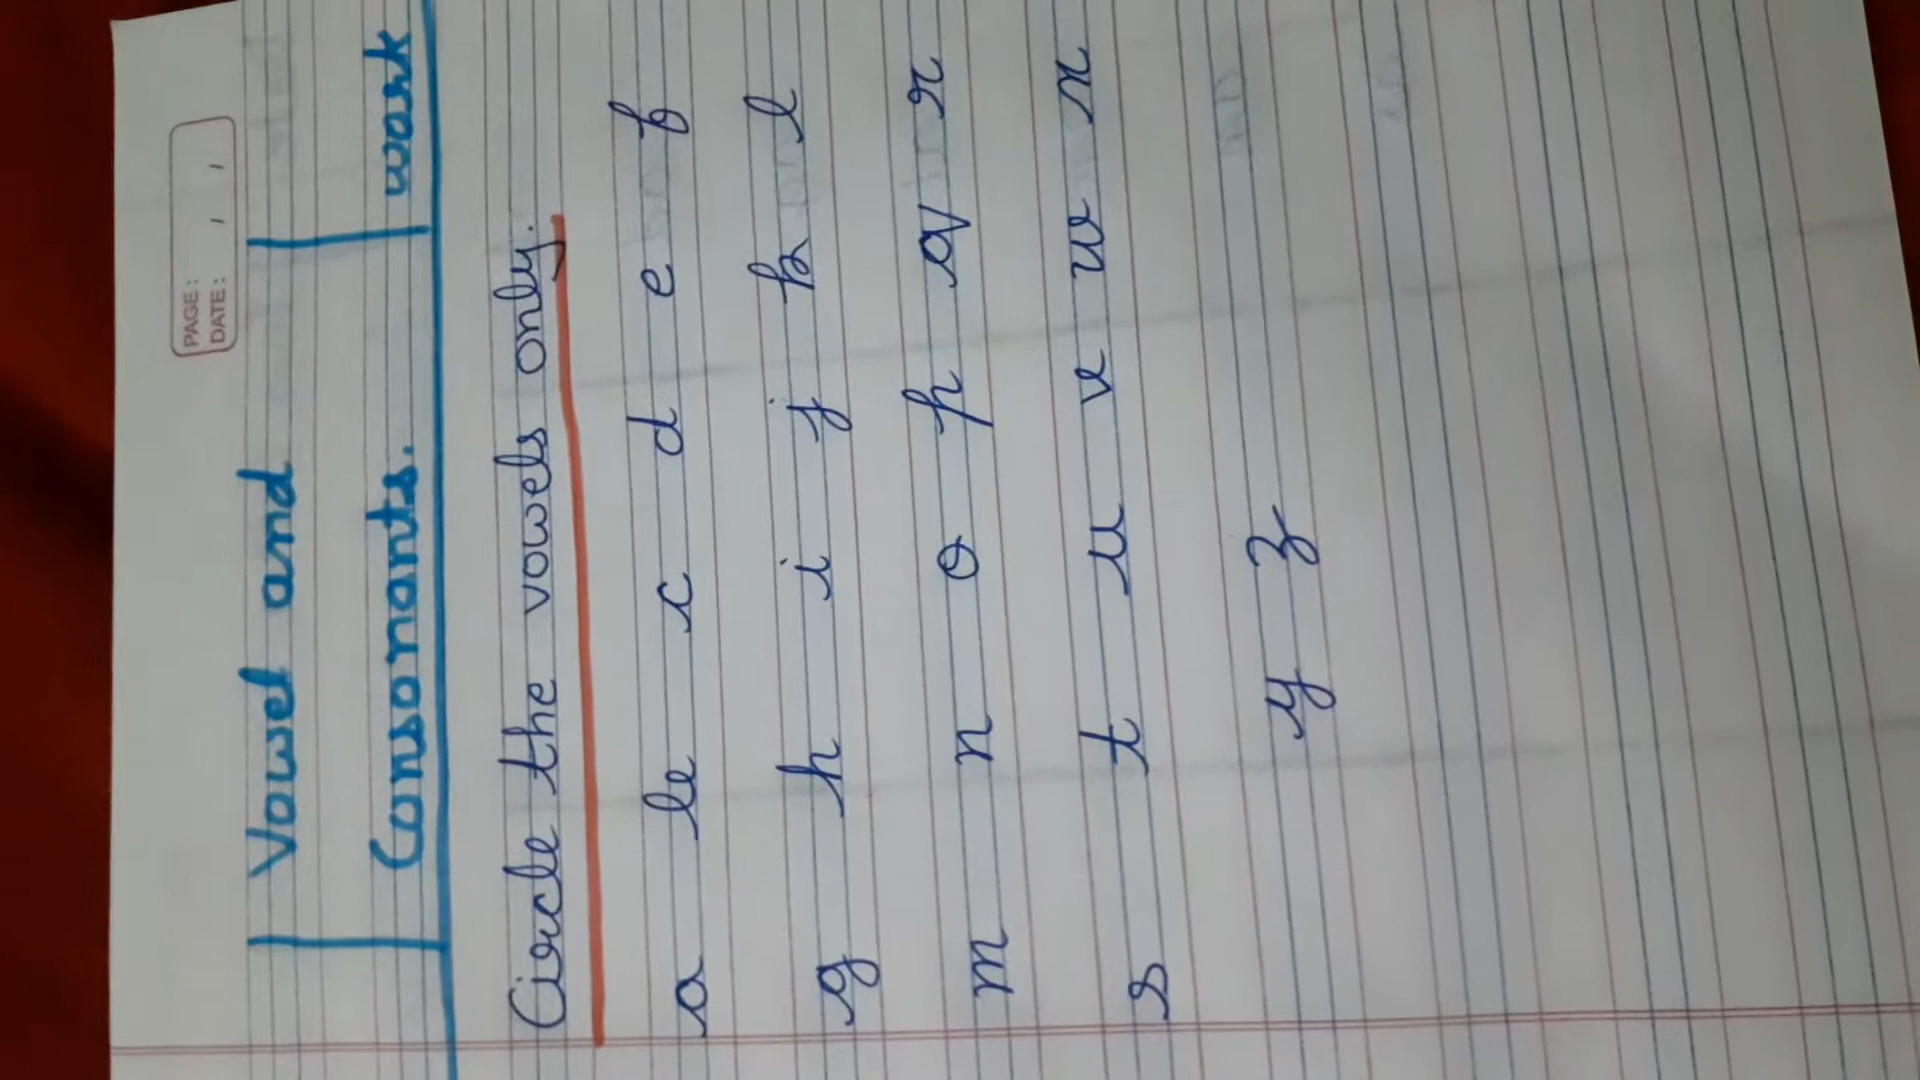 PAGE:
DATE: / /
Vowel and
Consonants. work
Circle the vowels only.
a b c d e f
g h i j k l
m n o p q r
s t u v w x
y z